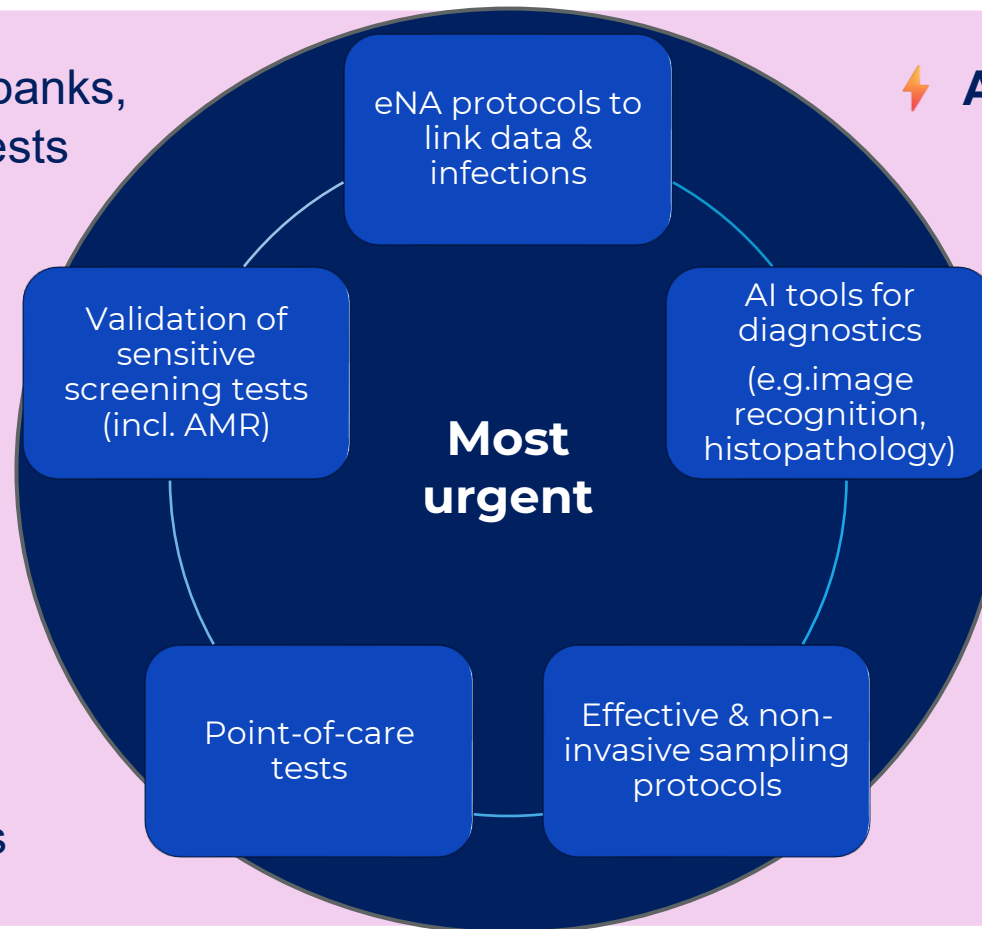 banks,
ests
⚡ A
eNA protocols to
link data &
infections
Validation of
sensitive
screening tests
(incl. AMR)
AI tools for
diagnostics
(e.g.image
recognition,
histopathology)
Most
urgent
Point-of-care
tests
Effective & non-
invasive sampling
protocols
s